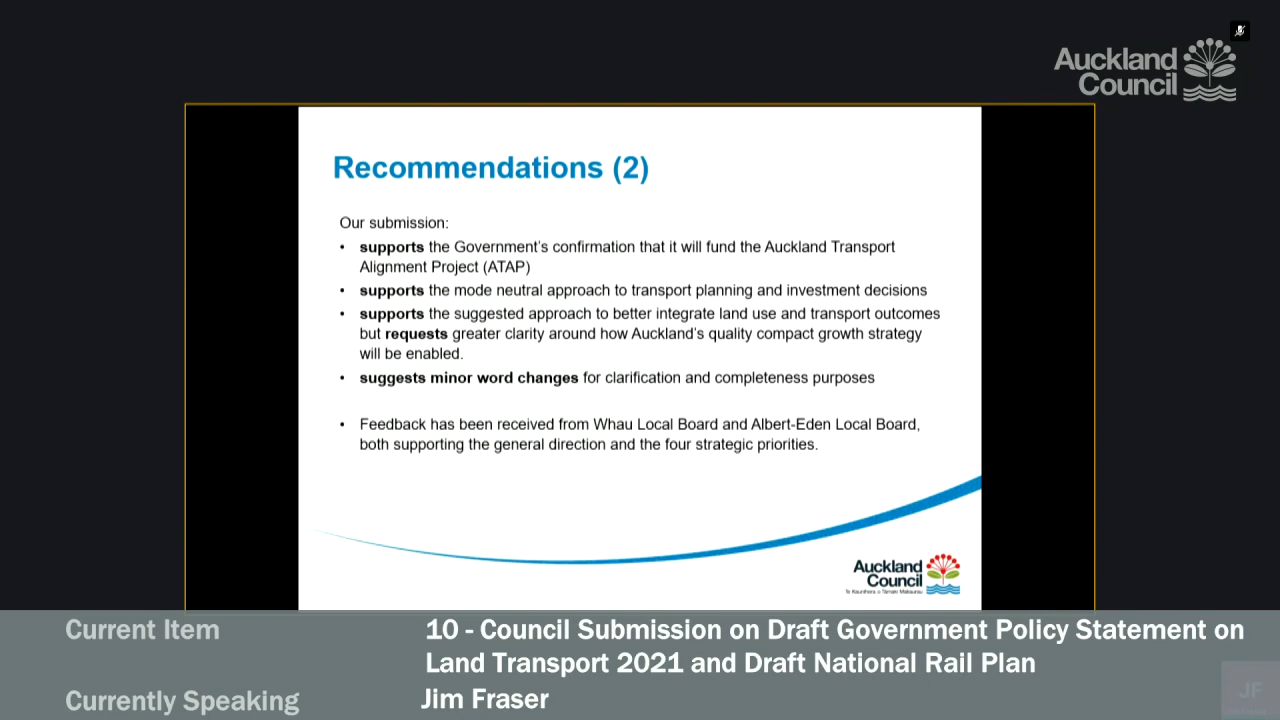 Auckland
Council
Recommendations (2)
Our submission:
• supports the Government's confirmation that it will fund the Auckland Transport
Alignment Project (ATAP)
• supports the mode neutral approach to transport planning and investment decisions
• supports the suggested approach to better integrate land use and transport outcomes
but requests greater clarity around how Auckland's quality compact growth strategy
will be enabled.
• suggests minor word changes for clarification and completeness purposes
• Feedback has been received from Whau Local Board and Albert-Eden Local Board,
both supporting the general direction and the four strategic priorities.
Auckland
Council
Te Kaunihera o Tāmaki Makaurau
Current Item
10 - Council Submission on Draft Government Policy Statement on
Land Transport 2021 and Draft National Rail Plan
Currently Speaking
Jim Fraser
JF